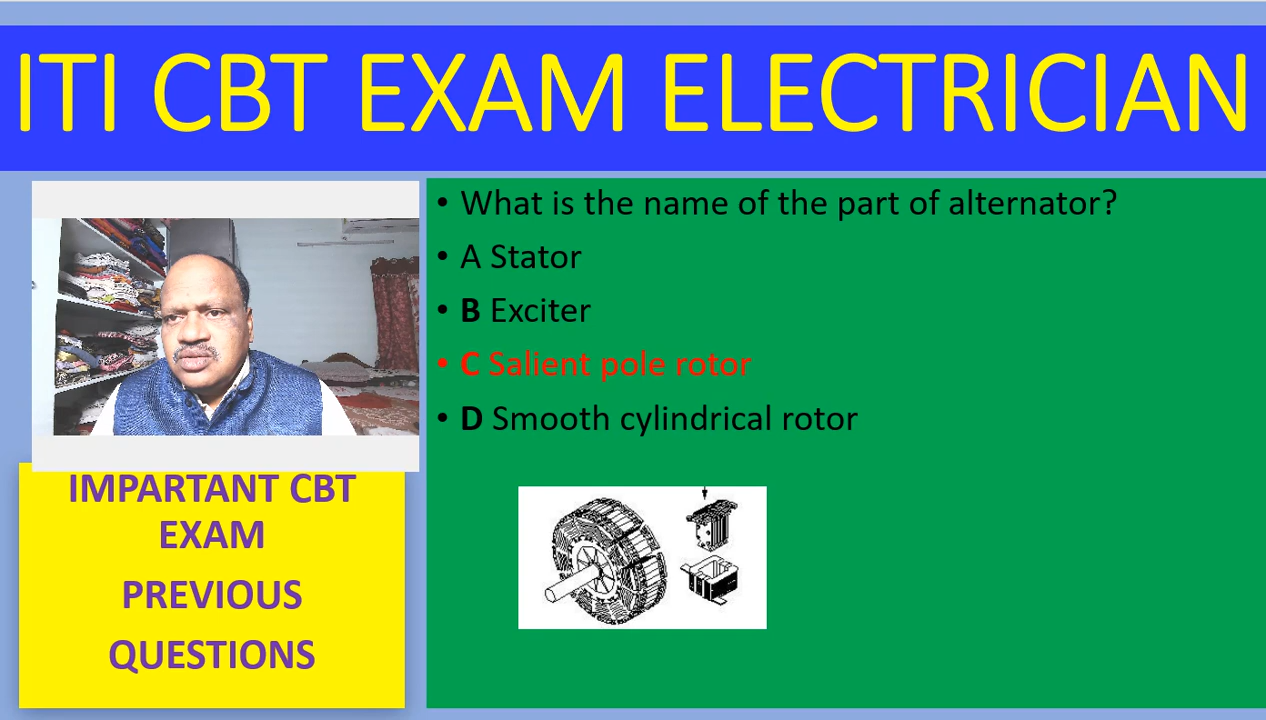 ITI CBT EXAM ELECTRICIAN
• What is the name of the part of alternator?
• A Stator
• B Exciter
• C Salient pole rotor
• D Smooth cylindrical rotor
IMPARTANT CBT
EXAM
PREVIOUS
QUESTIONS